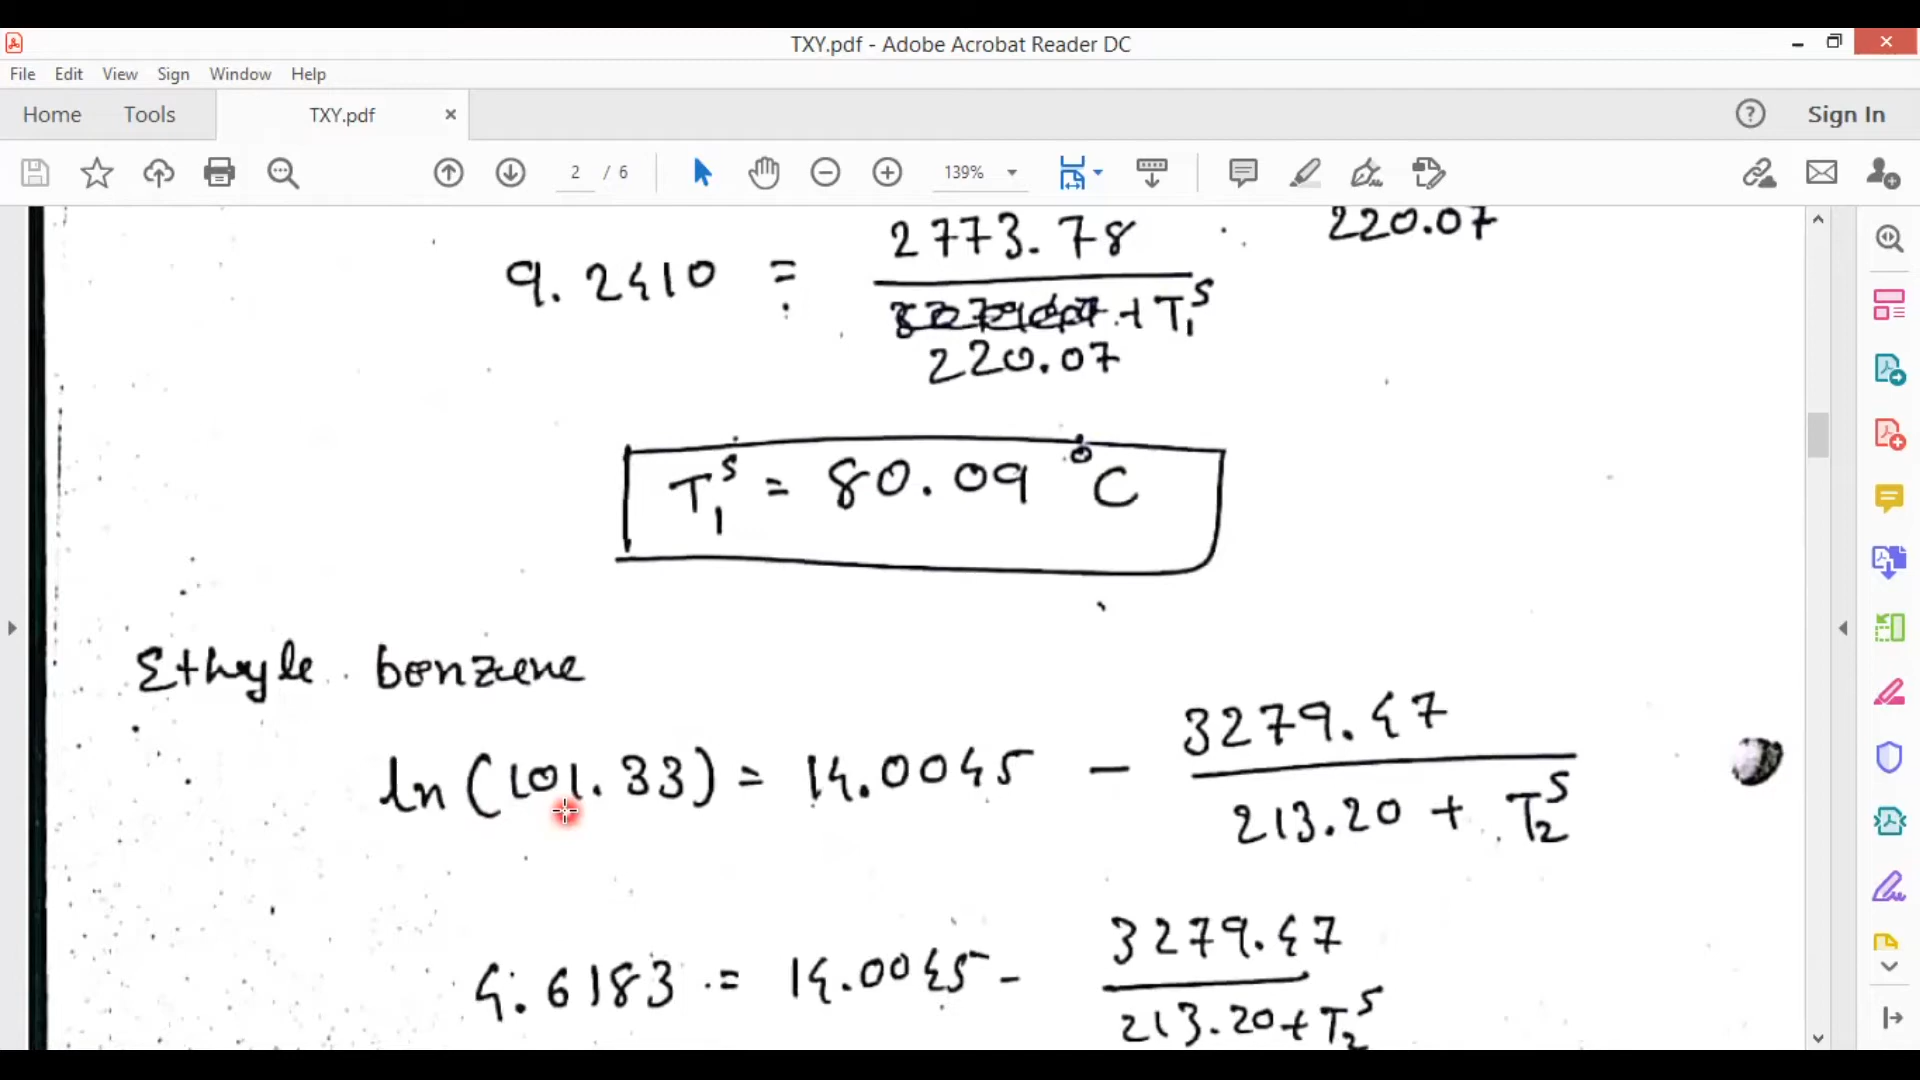 TXY.pdf - Adobe Acrobat Reader DC
File Edit View Sign Window Help
Home Tools TXY.pdf Sign In
2 / 6 139%
2773.78
220.07
9.2410 =
+ T₁ˢ
220.07
T₁ˢ = 80.09 °C
Ethyle benzene
ln (101.33) = 14.0045 - 3279.47
213.20 + T₂ˢ
4.6183 = 14.0045 - 3279.47
213.20 + T₂ˢ